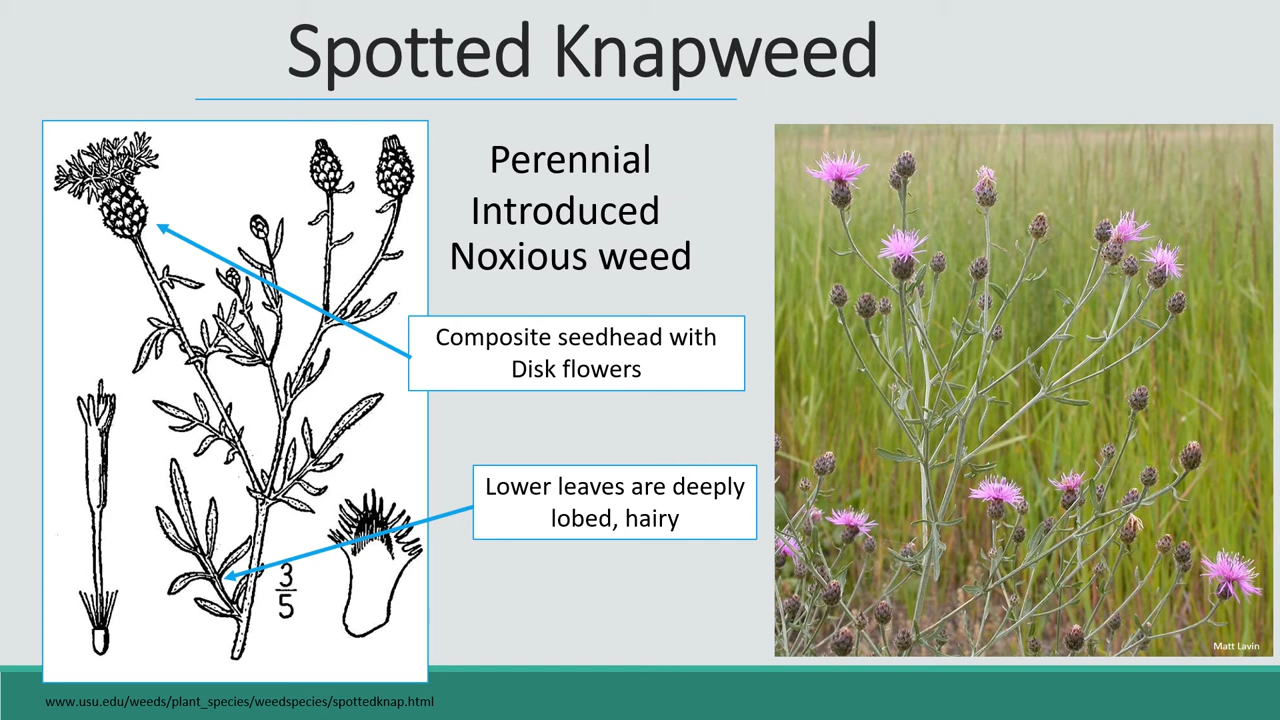 Spotted Knapweed
Perennial
Introduced
Noxious weed
Composite seedhead with
Disk flowers
Lower leaves are deeply
lobed, hairy
3
5
Matt Lavin
www.usu.edu/weeds/plant_species/weedspecies/spottedknap.html